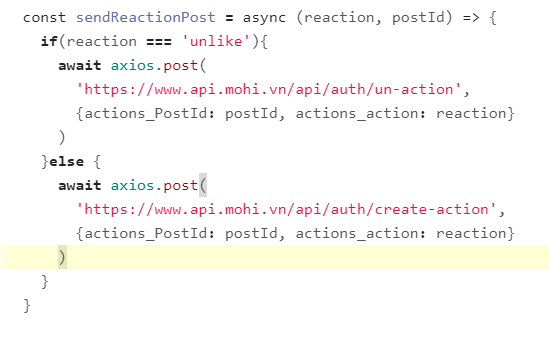 const sendReactionPost = async (reaction, postId) => {
if(reaction === 'unlike'){
await axios.post(
'https://www.api.mohi.vn/api/auth/un-action',
{actions_PostId: postId, actions_action: reaction}
)
}else {
await axios.post(
'https://www.api.mohi.vn/api/auth/create-action',
{actions_PostId: postId, actions_action: reaction}
)
}
}